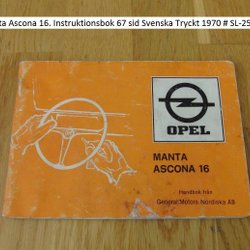 ta Ascona 16. Instruktionsbok 67 sid Svenska Tryckt 1970 # SL-25
OPEL
MANTA
ASCONA 16
Handbok från
General Motors Nordiska AB